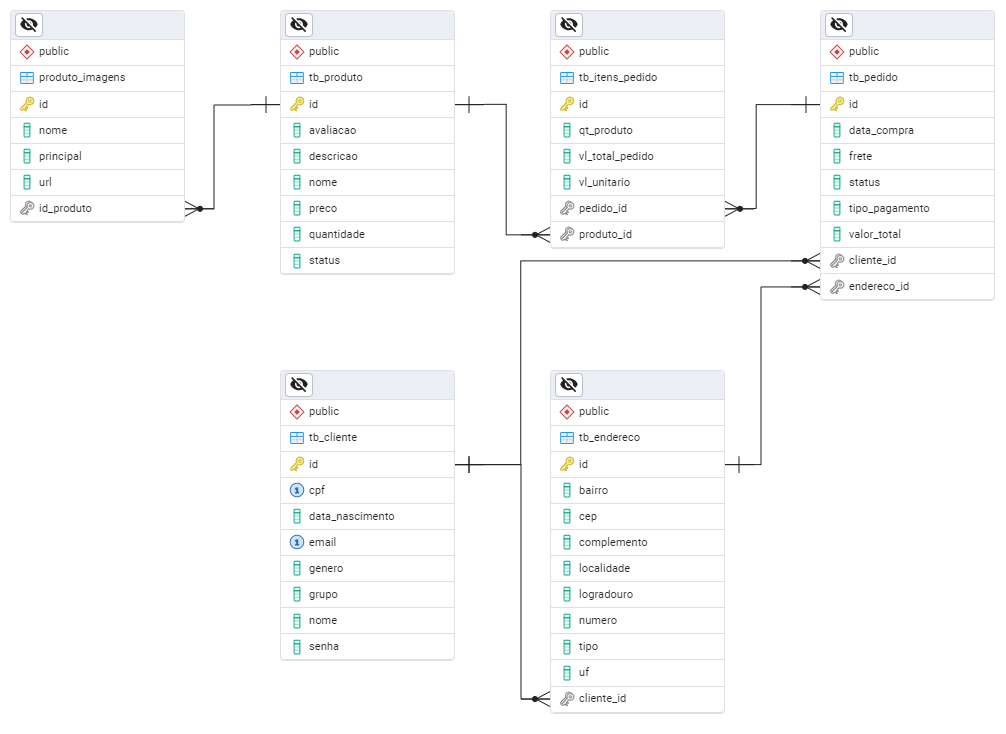 public
produto_imagens
id
nome
principal
url
id_produto
public
tb_produto
id
avaliacao
descricao
nome
preco
quantidade
status
public
tb_itens_pedido
id
qt_produto
vl_total_pedido
vl_unitario
pedido_id
produto_id
public
tb_pedido
id
data_compra
frete
status
tipo_pagamento
valor_total
cliente_id
endereco_id
public
tb_cliente
id
1 cpf
data_nascimento
1 email
genero
grupo
nome
senha
public
tb_endereco
id
bairro
cep
complemento
localidade
logradouro
numero
tipo
uf
cliente_id